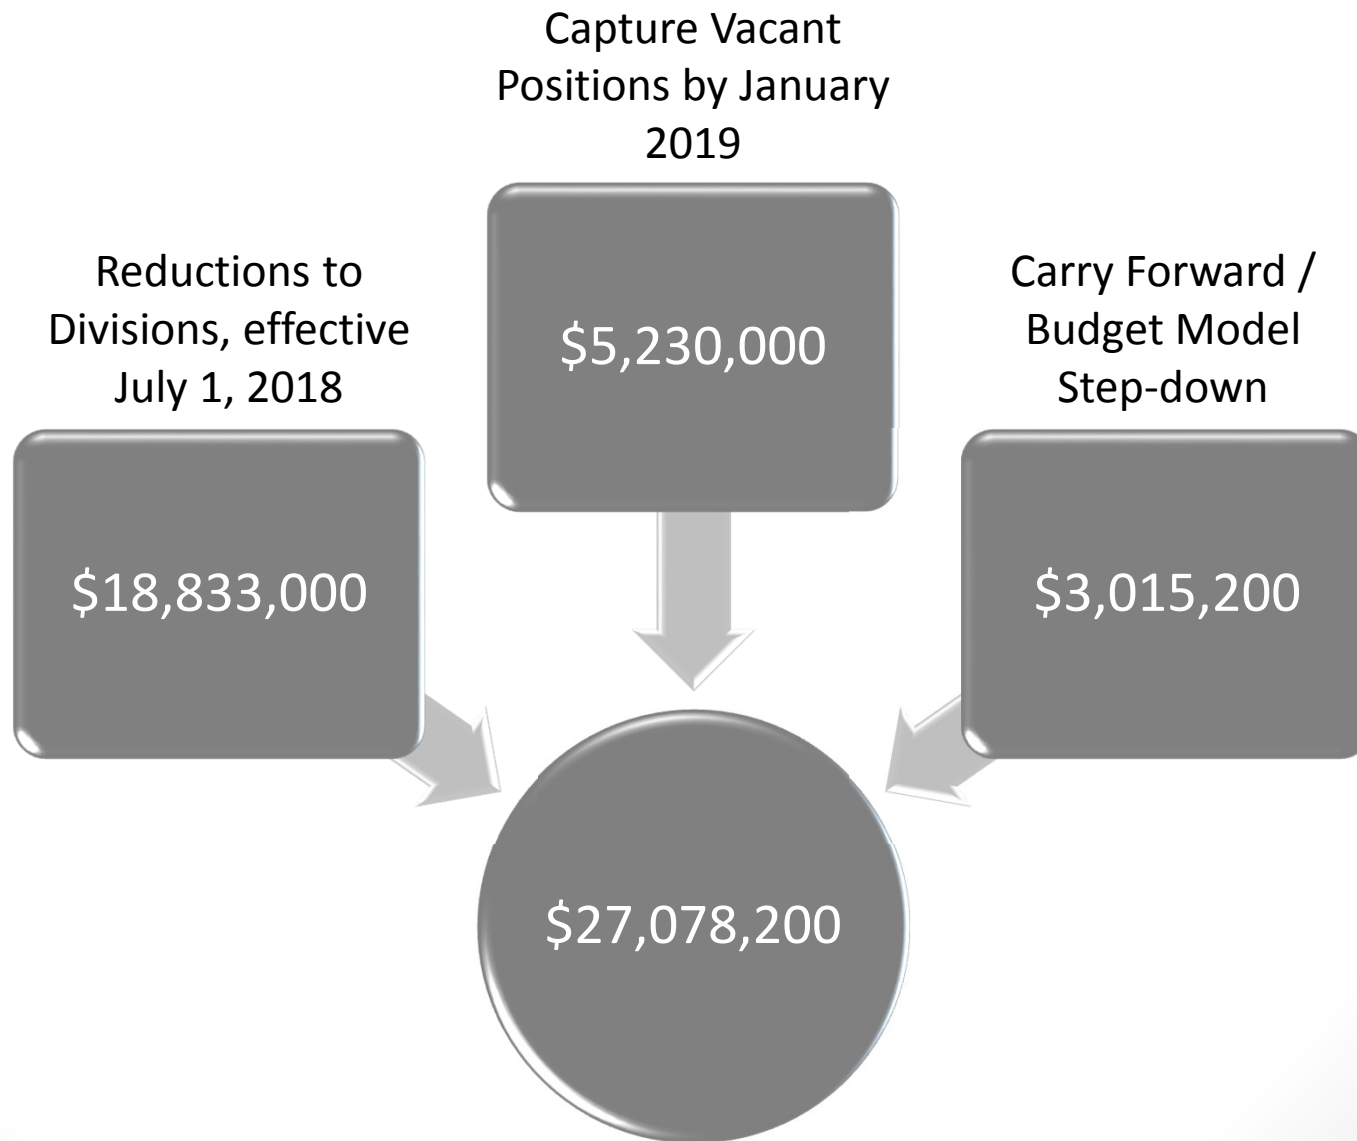 Capture Vacant
Positions by January
2019
$5,230,000
Reductions to
Divisions, effective
July 1, 2018
$18,833,000
Carry Forward /
Budget Model
Step-down
$3,015,200
$27,078,200